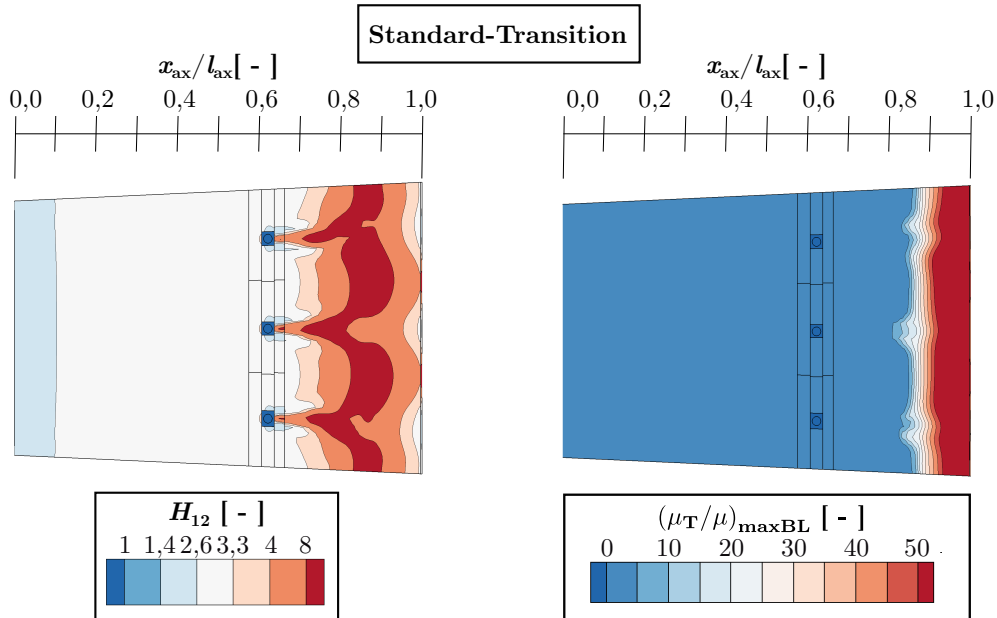 Standard-Transition
x_ax/l_ax[ - ]
0,0 0,2 0,4 0,6 0,8 1,0
x_ax/l_ax[ - ]
0,0 0,2 0,4 0,6 0,8 1,0
H_12 [ - ]
1 1,4 2,6 3,3 4 8
(μ_T/μ)_maxBL [ - ]
0 10 20 30 40 50